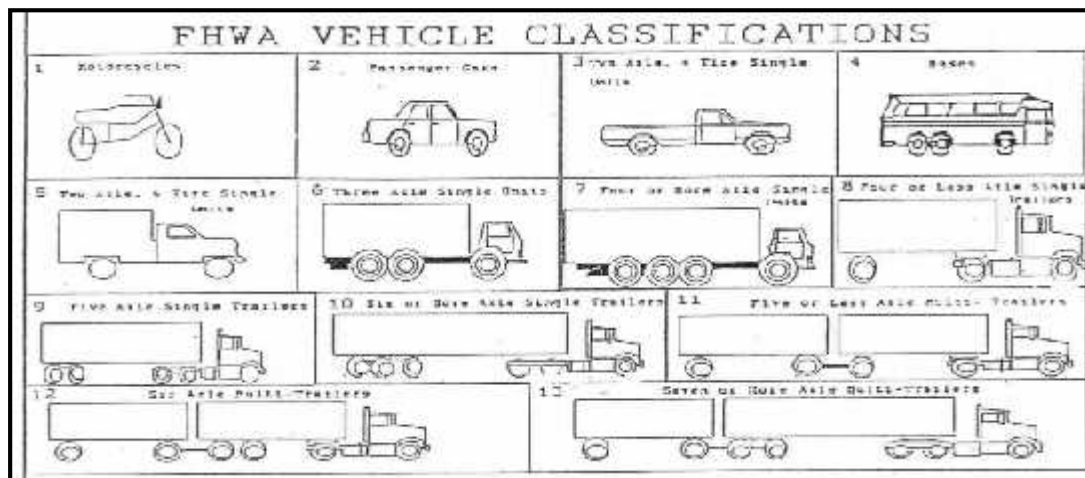 FHWA VEHICLE CLASSIFICATIONS
1 Motorcycles
2 Passenger Cars
3 Two Axle, 4 Tire Single
Units
4 Buses
5 Two Axle, 6 Tire Single
Units
6 Three Axle Single Units
7 Four or More Axle Single
Units
8 Four or Less Axle Single
Trailers
9 Five Axle Single Trailers
10 Six or More Axle Single Trailers
11 Five or Less Axle Multi-Trailers
12 Six Axle Multi-Trailers
13 Seven or More Axle Multi-Trailers